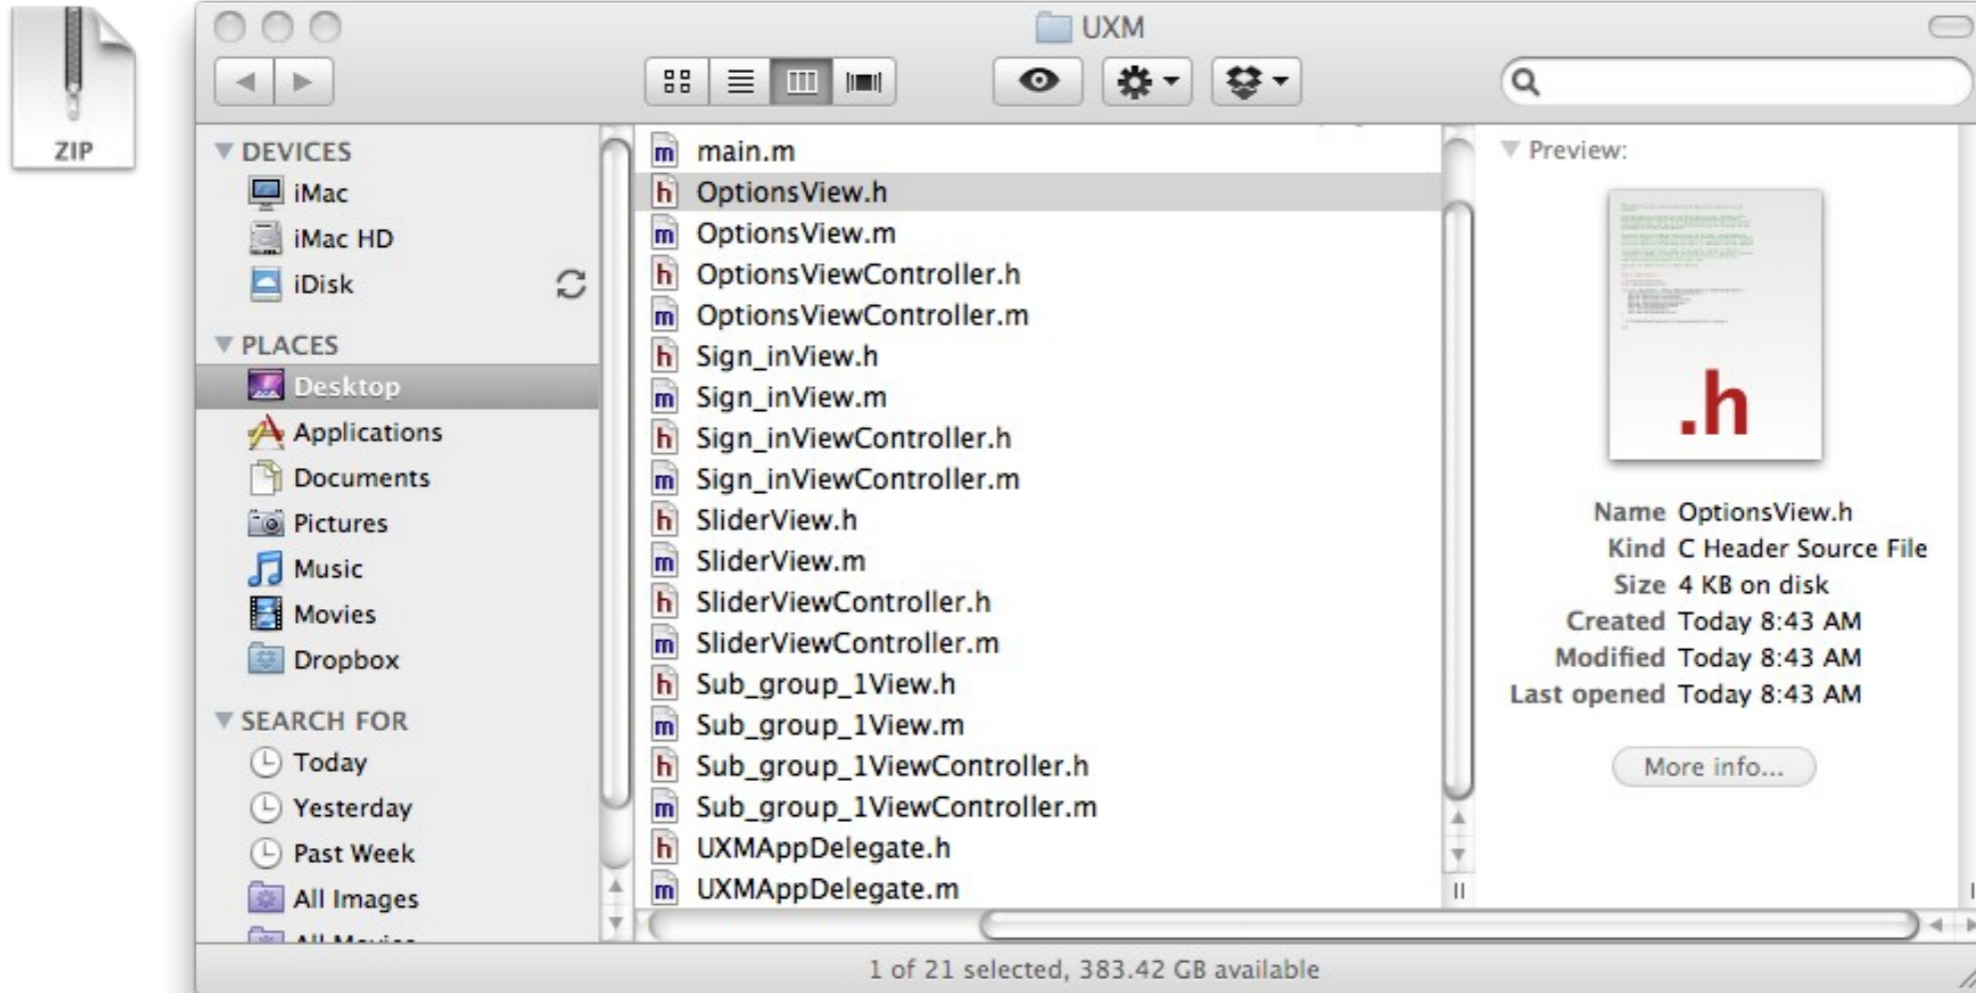 ZIP
UXM
DEVICES
iMac
iMac HD
iDisk
PLACES
Desktop
Applications
Documents
Pictures
Music
Movies
Dropbox
SEARCH FOR
Today
Yesterday
Past Week
All Images
All Movies
h
m
m main.m
h OptionsView.h
m OptionsView.m
h OptionsViewController.h
m OptionsViewController.m
h Sign_inView.h
m Sign_inView.m
h Sign_inViewController.h
m Sign_inViewController.m
h SliderView.h
m SliderView.m
h SliderViewController.h
m SliderViewController.m
h Sub_group_1View.h
m Sub_group_1View.m
h Sub_group_1ViewController.h
m Sub_group_1ViewController.m
h UXMAppDelegate.h
m UXMAppDelegate.m
Preview:
.h
Name OptionsView.h
Kind C Header Source File
Size 4 KB on disk
Created Today 8:43 AM
Modified Today 8:43 AM
Last opened Today 8:43 AM
More info...
1 of 21 selected, 383.42 GB available